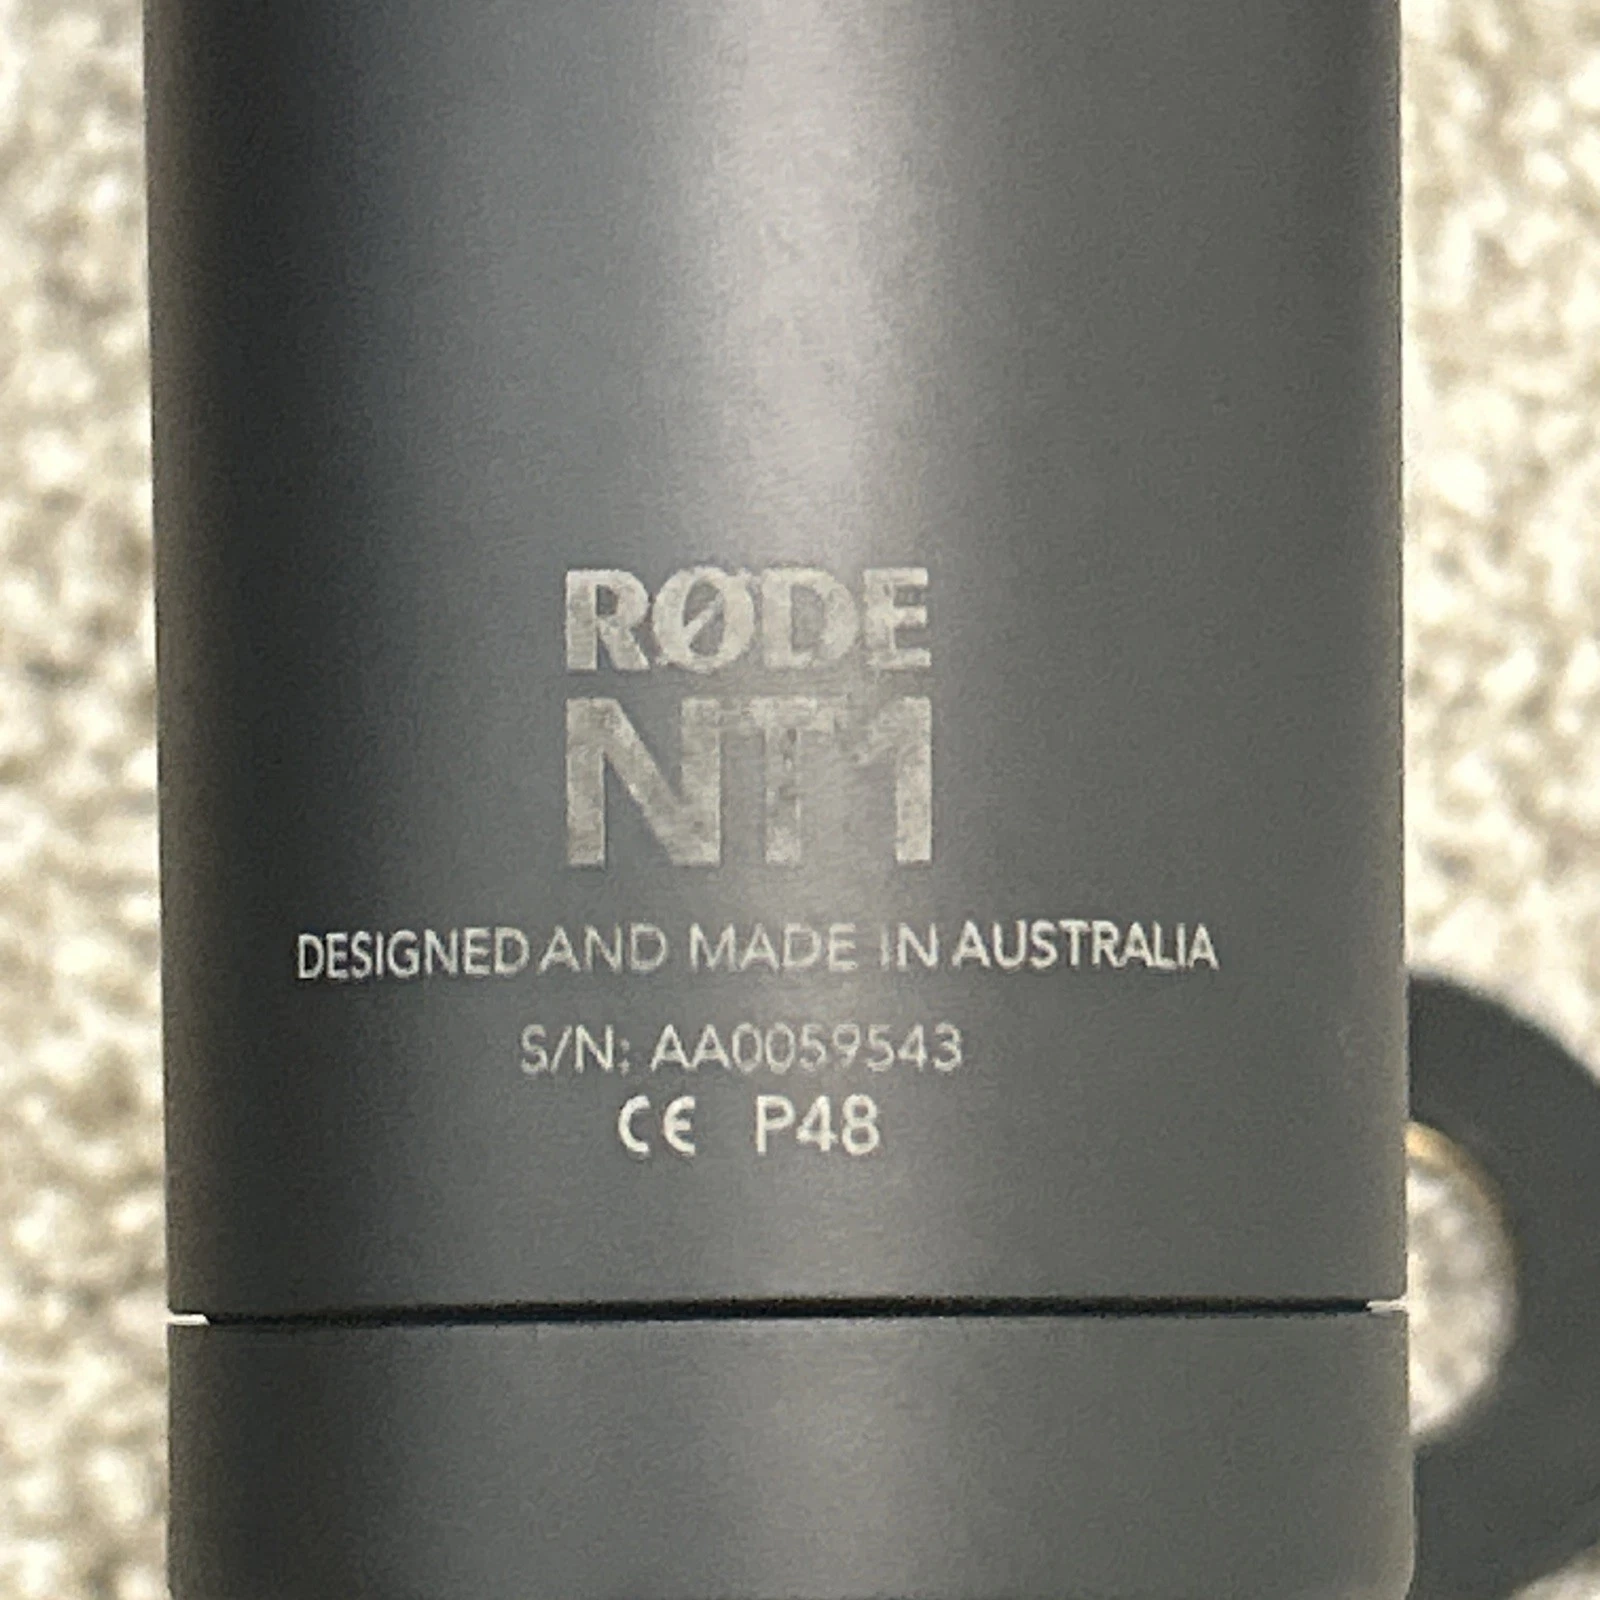 RØDE
NT1
DESIGNED AND MADE IN AUSTRALIA
S/N: AA0059543
CE P48